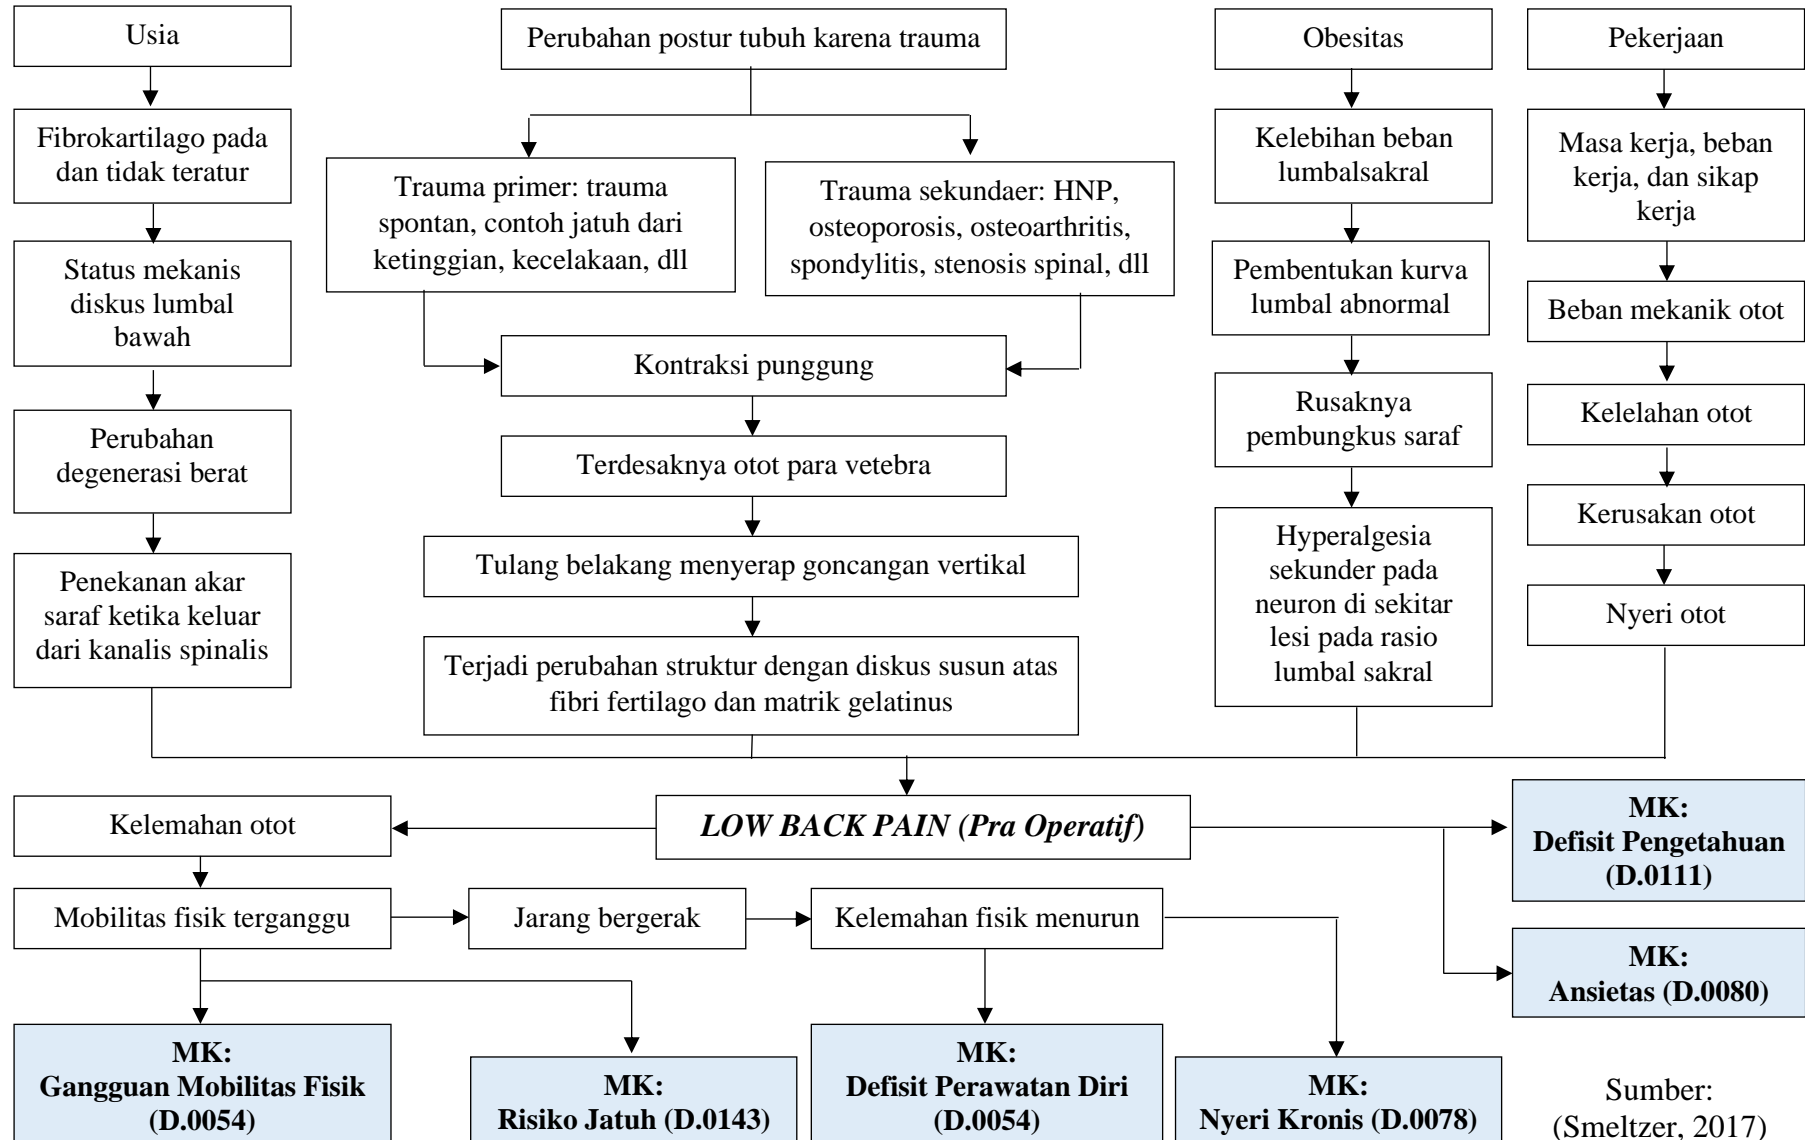 Usia
Perubahan postur tubuh karena trauma
Obesitas
Pekerjaan
Fibrokartilago pada
dan tidak teratur
Trauma primer: trauma
spontan, contoh jatuh dari
ketinggian, kecelakaan, dll
Trauma sekundaer: HNP,
osteoporosis, osteoarthritis,
spondylitis, stenosis spinal, dll
Kelebihan beban
lumbalsakral
Masa kerja, beban
kerja, dan sikap
kerja
Status mekanis
diskus lumbal
bawah
Pembentukan kurva
lumbal abnormal
Beban mekanik otot
Kontraksi punggung
Perubahan
degenerasi berat
Rusaknya
pembungkus saraf
Kelelahan otot
Terdesaknya otot para vetebra
Kerusakan otot
Penekanan akar
saraf ketika keluar
dari kanalis spinalis
Tulang belakang menyerap goncangan vertikal
Hyperalgesia
sekunder pada
neuron di sekitar
lesi pada rasio
lumbal sakral
Nyeri otot
Terjadi perubahan struktur dengan diskus susun atas
fibri fertilago dan matrik gelatinus
Kelemahan otot
LOW BACK PAIN (Pra Operatif)
MK:
Defisit Pengetahuan
(D.0111)
Mobilitas fisik terganggu
Jarang bergerak
Kelemahan fisik menurun
MK:
Ansietas (D.0080)
MK:
Gangguan Mobilitas Fisik
(D.0054)
MK:
Risiko Jatuh (D.0143)
MK:
Defisit Perawatan Diri
(D.0054)
MK:
Nyeri Kronis (D.0078)
Sumber:
(Smeltzer, 2017)